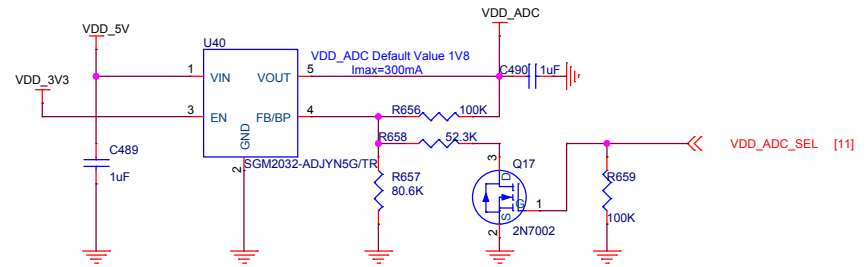 VDD_ADC
VDD_5V
U40
VDD_ADC Default Value 1V8
Imax=300mA
VDD_3V3
1
VIN
VOUT
5
C490
1uF
3
EN
FB/BP
4
R656
100K
GND
R658
52.3K
VDD_ADC_SEL [11]
C489
1uF
2
SGM2032-ADJYN5G/TR
3
Q17
R657
80.6K
D
G
S
1
R659
100K
2
2N7002